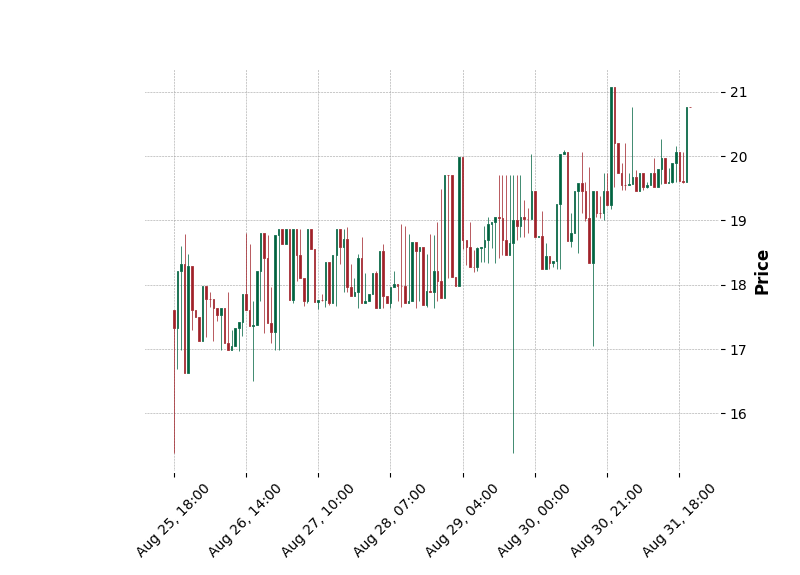 21
20
19
18
17
16
Price
Aug 25, 18:00
Aug 26, 14:00
Aug 27, 10:00
Aug 28, 07:00
Aug 29, 04:00
Aug 30, 00:00
Aug 30, 21:00
Aug 31, 18:00